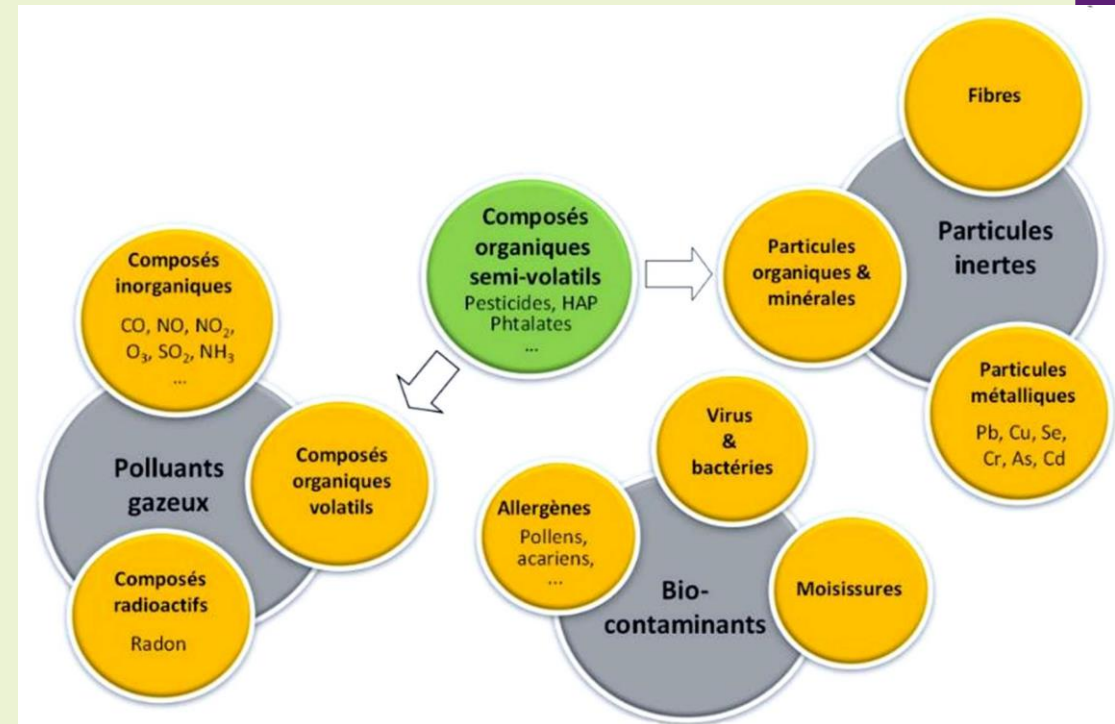 Fibres
Particules
inertes
Particules
organiques &
minérales
Particules
métalliques
Pb, Cu, Se,
Cr, As, Cd
Composés
organiques
semi-volatils
Pesticides, HAP
Phtalates
...
Composés
inorganiques
CO, NO, NO₂,
O₃, SO₂, NH₃
...
Polluants
gazeux
Composés
organiques
volatils
Composés
radioactifs
Radon
Virus
&
bactéries
Allergènes
Pollens,
acariens,
...
Bio-
contaminants
Moisissures